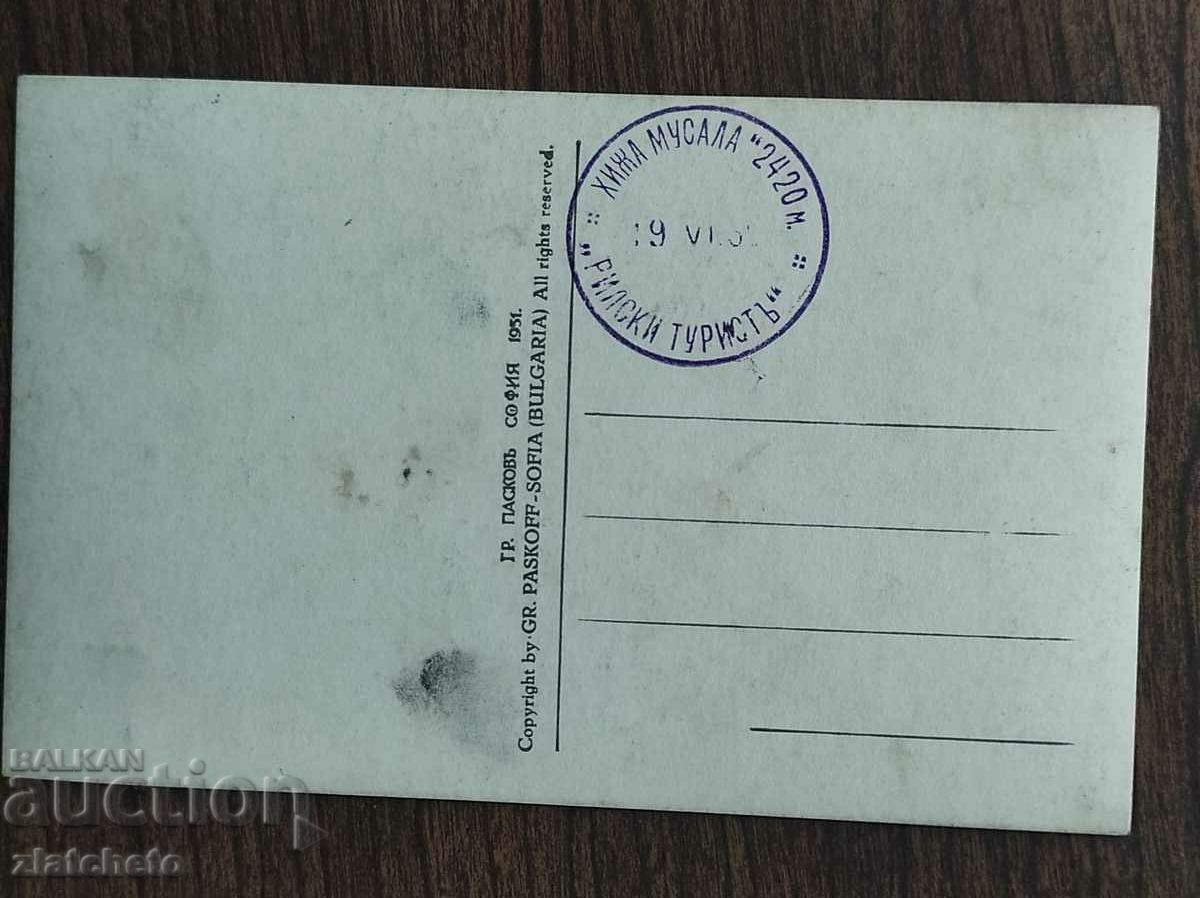 ХИЖА МУСАЛА "2420 м.
19 VI.
"РИЛСКИ ТУРИСТЪ"
ГР. ПАСКОВЪ СОФИЯ 1931.
Copyright by GR. PASKOFF-SOFIA (BULGARIA) All rights reserved.
BALKAN
auction
zlatcheto